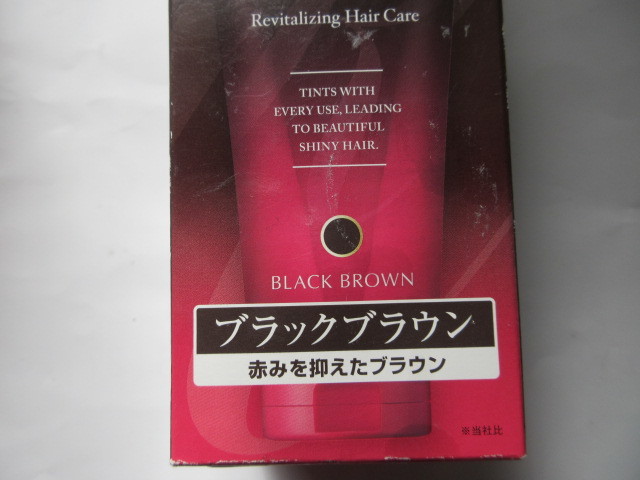 Revitalizing Hair Care
TINTS WITH
EVERY USE, LEADING
TO BEAUTIFUL
SHINY HAIR.
BLACK BROWN
ブラックブラウン
赤みを抑えたブラウン
※当社比